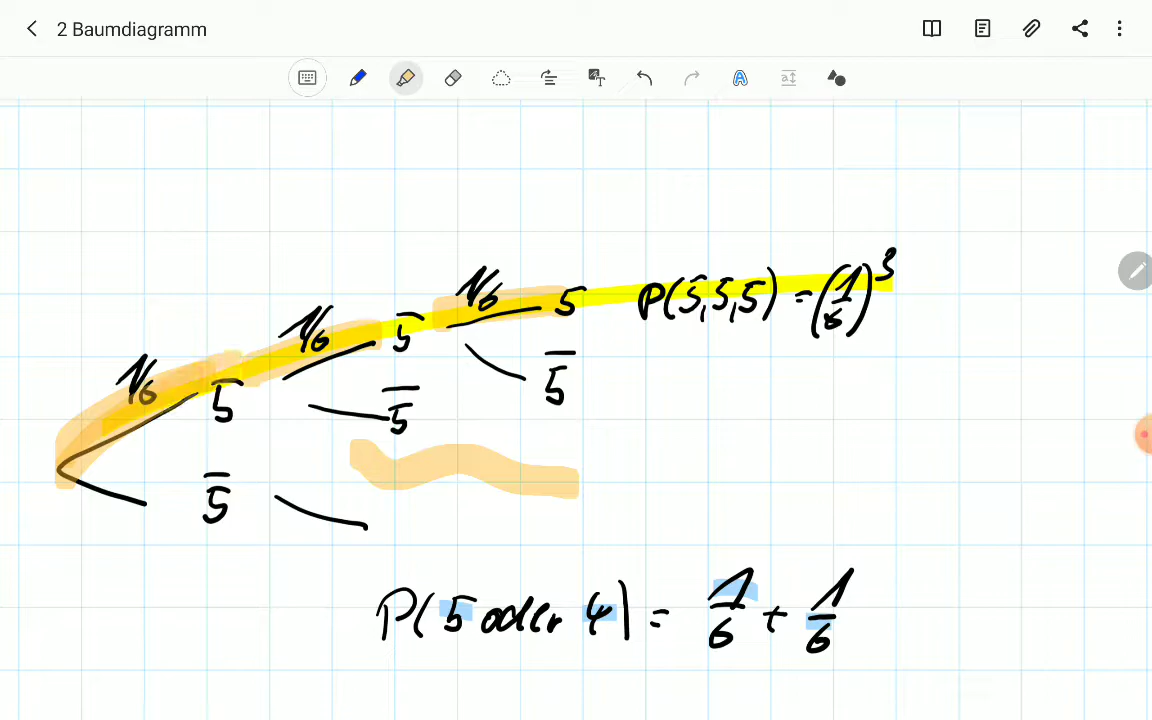 2 Baumdiagramm
1/6 5 P(5,5,5) = (1/6)³
1/6 5
1/6 5 5̅
5̅
5̅
P(5 oder 4) = 1/6 + 1/6